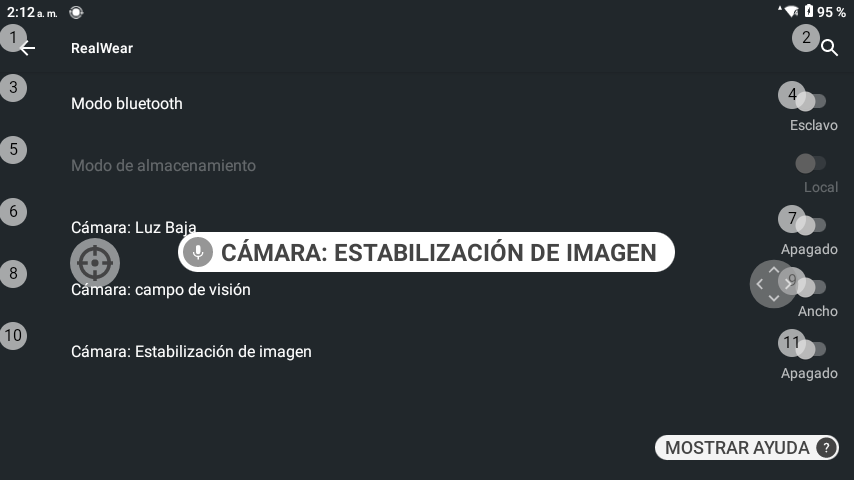 2:12 a. m.
95 %
1
RealWear
2
3
Modo bluetooth
4
Esclavo
5
Modo de almacenamiento
Local
6
Cámara: Luz Baja
7
Apagado
CÁMARA: ESTABILIZACIÓN DE IMAGEN
8
Cámara: campo de visión
9
Ancho
10
Cámara: Estabilización de imagen
11
Apagado
MOSTRAR AYUDA ?